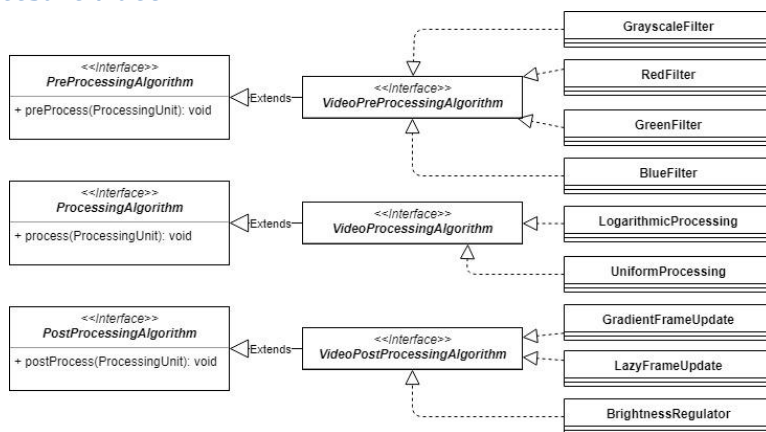 GrayscaleFilter
<<Interface>>
PreProcessingAlgorithm
+ preProcess(ProcessingUnit): void
Extends
<<Interface>>
VideoPreProcessingAlgorithm
RedFilter
GreenFilter
BlueFilter
<<Interface>>
ProcessingAlgorithm
+ process(ProcessingUnit): void
Extends
<<Interface>>
VideoProcessingAlgorithm
LogarithmicProcessing
UniformProcessing
<<Interface>>
PostProcessingAlgorithm
+ postProcess(ProcessingUnit): void
Extends
<<Interface>>
VideoPostProcessingAlgorithm
GradientFrameUpdate
LazyFrameUpdate
BrightnessRegulator